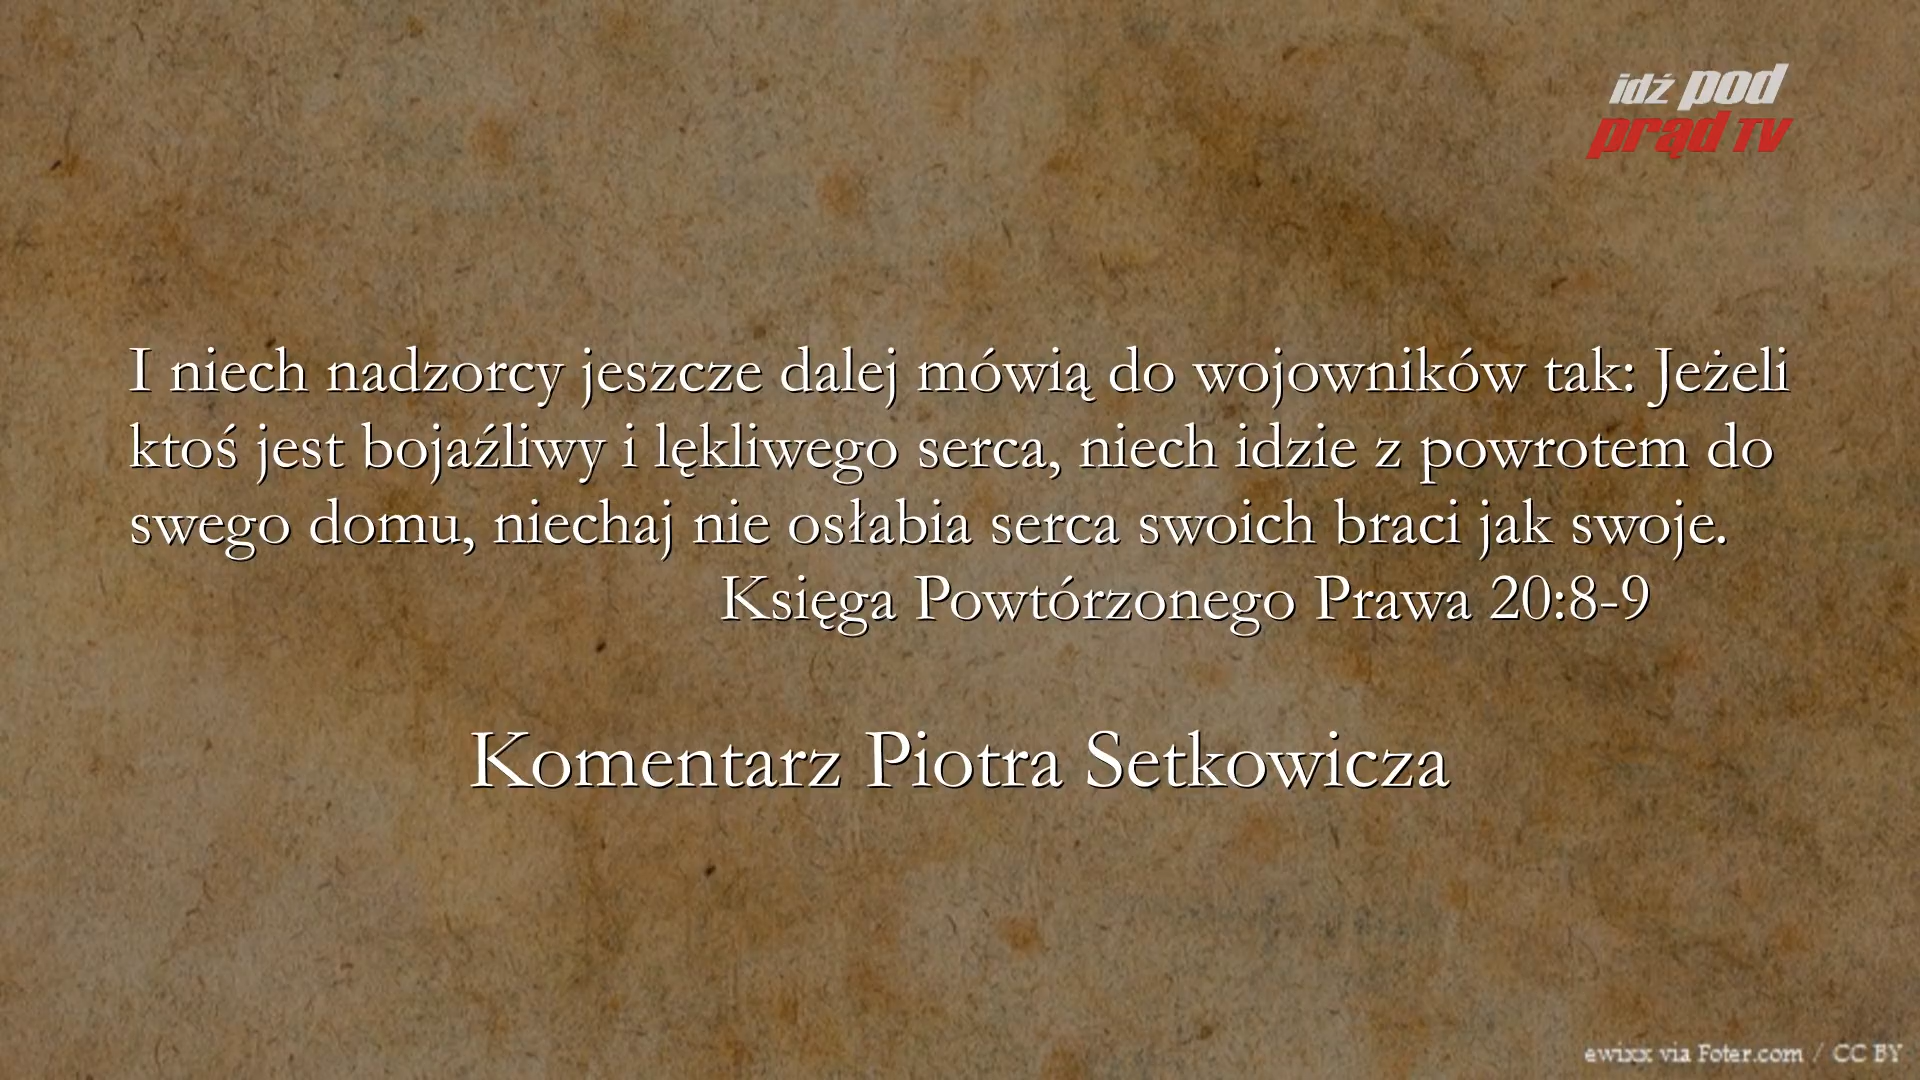 idź pod
prąd TV
I niech nadzorcy jeszcze dalej mówią do wojowników tak: Jeżeli
ktoś jest bojaźliwy i lękliwego serca, niech idzie z powrotem do
swego domu, niechaj nie osłabia serca swoich braci jak swoje.
Księga Powtórzonego Prawa 20:8-9
Komentarz Piotra Setkowicza
ewixx via Foter.com / CC BY